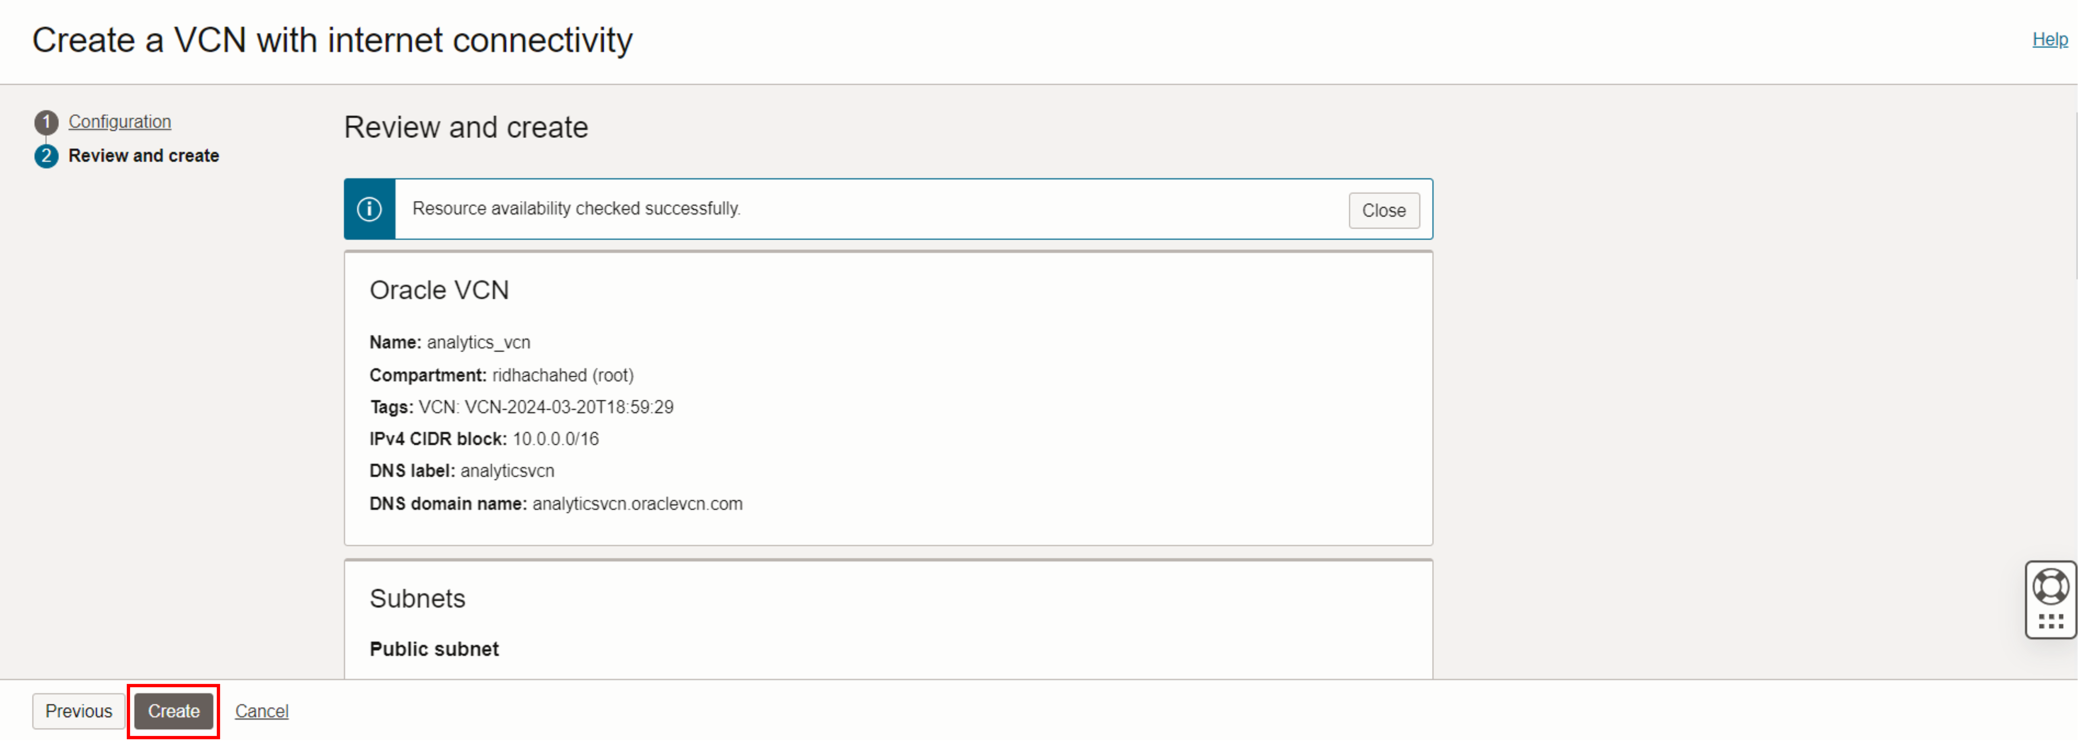 Create a VCN with internet connectivity
Help
1 Configuration
2 Review and create
Review and create
Resource availability checked successfully.
Close
Oracle VCN
Name: analytics_vcn
Compartment: ridhachahed (root)
Tags: VCN: VCN-2024-03-20T18:59:29
IPv4 CIDR block: 10.0.0.0/16
DNS label: analyticsvcn
DNS domain name: analyticsvcn.oraclevcn.com
Subnets
Public subnet
Previous
Create
Cancel